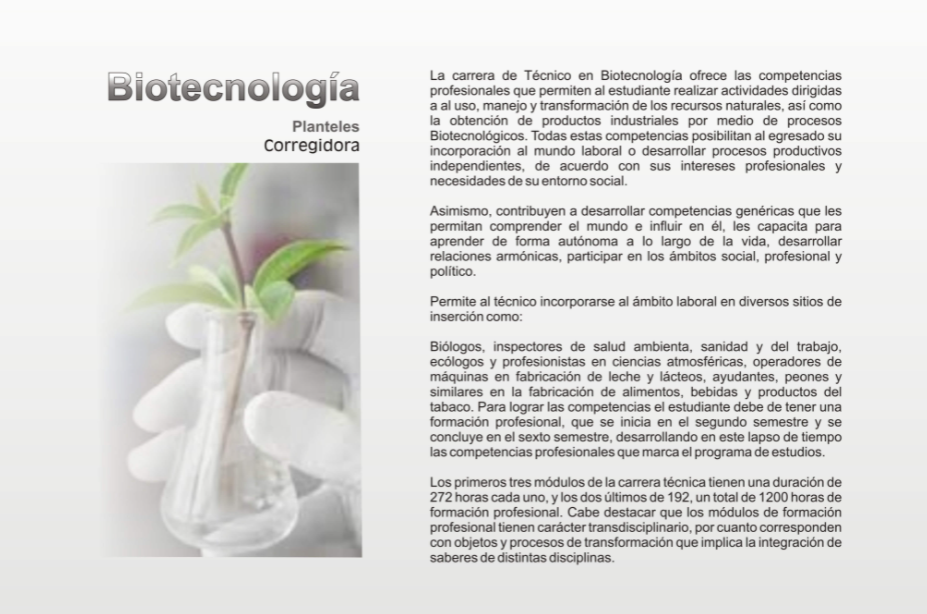 Biotecnología
Planteles
Corregidora
La carrera de Técnico en Biotecnología ofrece las competencias
profesionales que permiten al estudiante realizar actividades dirigidas
a al uso, manejo y transformación de los recursos naturales, así como
la obtención de productos industriales por medio de procesos
Biotecnológicos. Todas estas competencias posibilitan al egresado su
incorporación al mundo laboral o desarrollar procesos productivos
independientes, de acuerdo con sus intereses profesionales y
necesidades de su entorno social.
Asimismo, contribuyen a desarrollar competencias genéricas que les
permitan comprender el mundo e influir en él, les capacita para
aprender de forma autónoma a lo largo de la vida, desarrollar
relaciones armónicas, participar en los ámbitos social, profesional y
político.
Permite al técnico incorporarse al ámbito laboral en diversos sitios de
inserción como:
Biólogos, inspectores de salud ambienta, sanidad y del trabajo,
ecólogos y profesionistas en ciencias atmosféricas, operadores de
máquinas en fabricación de leche y lácteos, ayudantes, peones y
similares en la fabricación de alimentos, bebidas y productos del
tabaco. Para lograr las competencias el estudiante debe de tener una
formación profesional, que se inicia en el segundo semestre y se
concluye en el sexto semestre, desarrollando en este lapso de tiempo
las competencias profesionales que marca el programa de estudios.
Los primeros tres módulos de la carrera técnica tienen una duración de
272 horas cada uno, y los dos últimos de 192, un total de 1200 horas de
formación profesional. Cabe destacar que los módulos de formación
profesional tienen carácter transdisciplinario, por cuanto corresponden
con objetos y procesos de transformación que implica la integración de
saberes de distintas disciplinas.